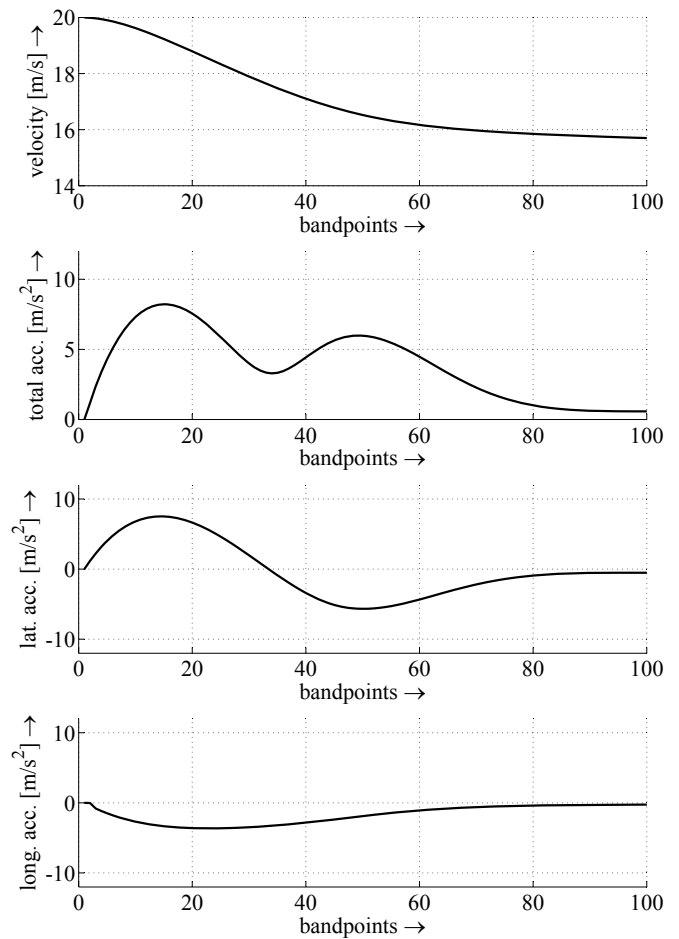 20
18
16
14
velocity [m/s] →
0 20 40 60 80 100
bandpoints →
10
5
0
total acc. [m/s²] →
0 20 40 60 80 100
bandpoints →
10
0
-10
lat. acc. [m/s²] →
0 20 40 60 80 100
bandpoints →
10
0
-10
long. acc. [m/s²] →
0 20 40 60 80 100
bandpoints →